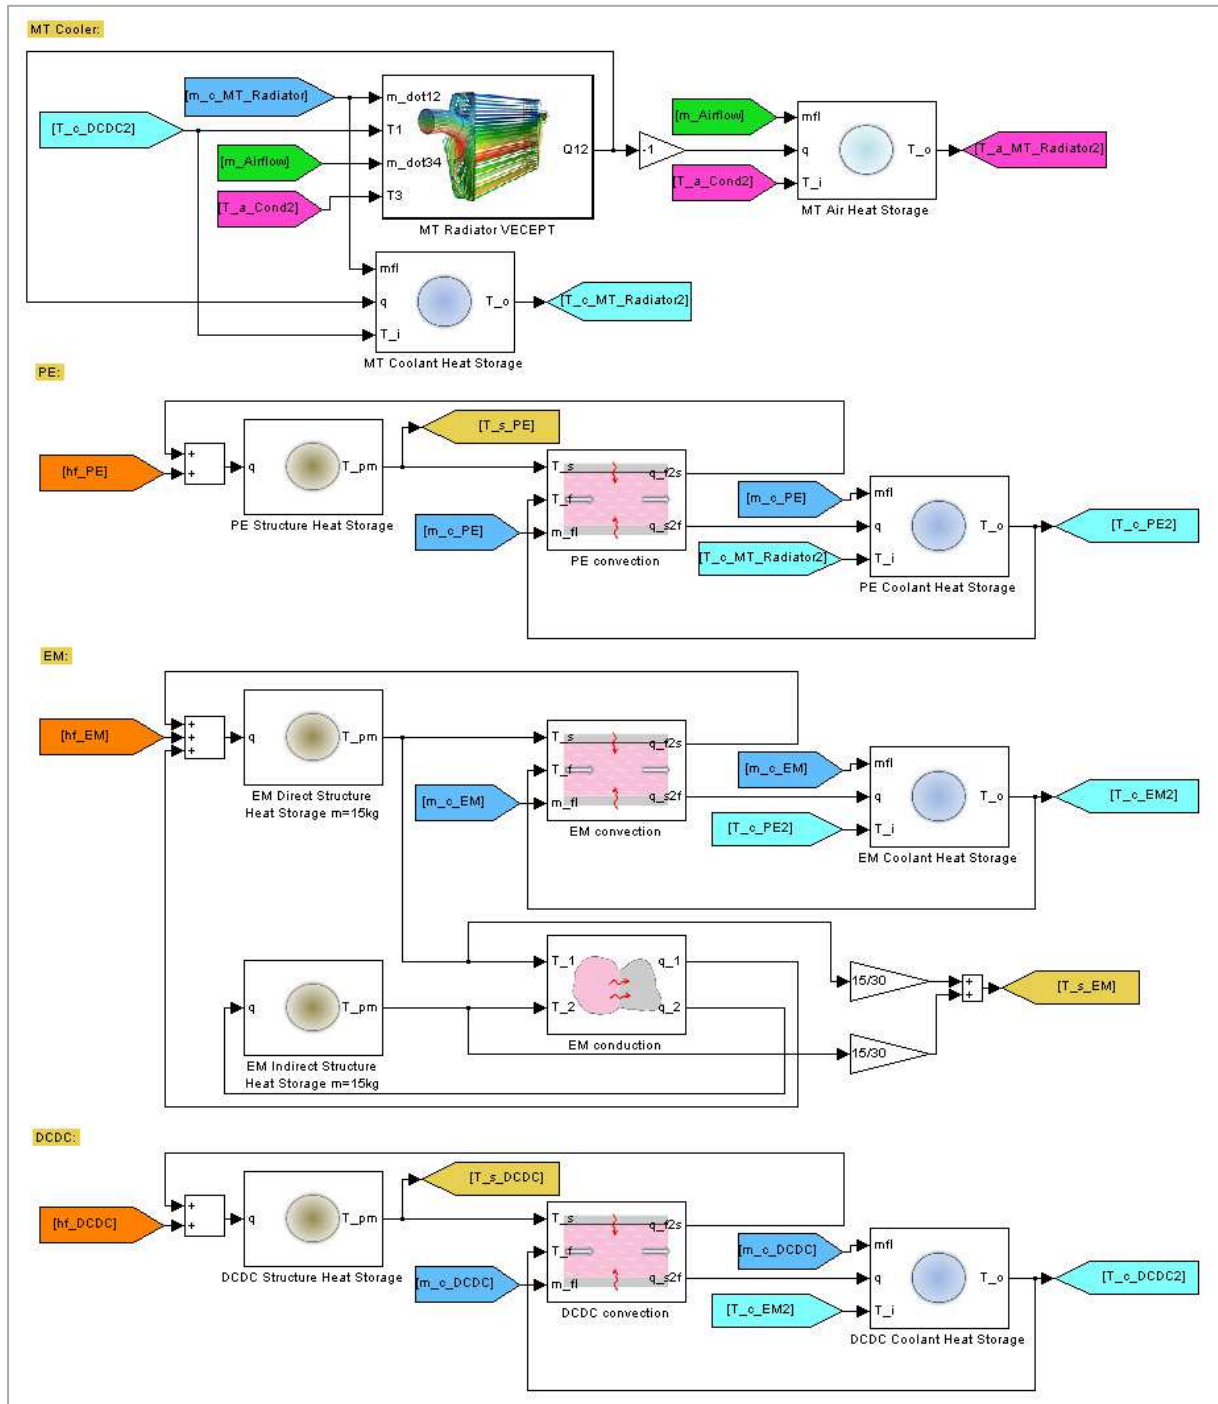 MT Cooler:
[m_c_MT_Radiator]
[T_c_DCDC2]
[m_Airflow]
[T_a_Cond2]
m_dot12
T1
m_dot34
T3
Q12
MT Radiator VECEPT
-1
[m_Airflow]
[T_a_Cond2]
mfl
q
T_i
T_o
MT Air Heat Storage
[T_a_MT_Radiator2]
mfl
q
T_i
T_o
MT Coolant Heat Storage
[T_c_MT_Radiator2]
PE:
[hf_PE]
+
+
q
T_pm
PE Structure Heat Storage
[T_s_PE]
[m_c_PE]
T_s
T_f
m_fl
q_f2s
q_s2f
PE convection
[m_c_PE]
[T_c_MT_Radiator2]
mfl
q
T_i
T_o
PE Coolant Heat Storage
[T_c_PE2]
EM:
[hf_EM]
+
+
+
q
T_pm
EM Direct Structure
Heat Storage m=15kg
[m_c_EM]
T_s
T_f
m_fl
q_f2s
q_s2f
EM convection
[m_c_EM]
[T_c_PE2]
mfl
q
T_i
T_o
EM Coolant Heat Storage
[T_c_EM2]
q
T_pm
EM Indirect Structure
Heat Storage m=15kg
T_1
T_2
q_1
q_2
EM conduction
15/30
15/30
+
+
[T_s_EM]
DCDC:
[hf_DCDC]
+
+
q
T_pm
DCDC Structure Heat Storage
[T_s_DCDC]
[m_c_DCDC]
T_s
T_f
m_fl
q_f2s
q_s2f
DCDC convection
[m_c_DCDC]
[T_c_EM2]
mfl
q
T_i
T_o
DCDC Coolant Heat Storage
[T_c_DCDC2]